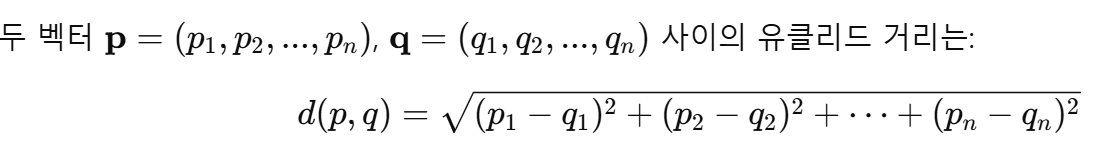 두 벡터 p = (p₁, p₂, ..., pₙ), q = (q₁, q₂, ..., qₙ) 사이의 유클리드 거리는:
d(p, q) = √((p₁ − q₁)² + (p₂ − q₂)² + ⋯ + (pₙ − qₙ)²)